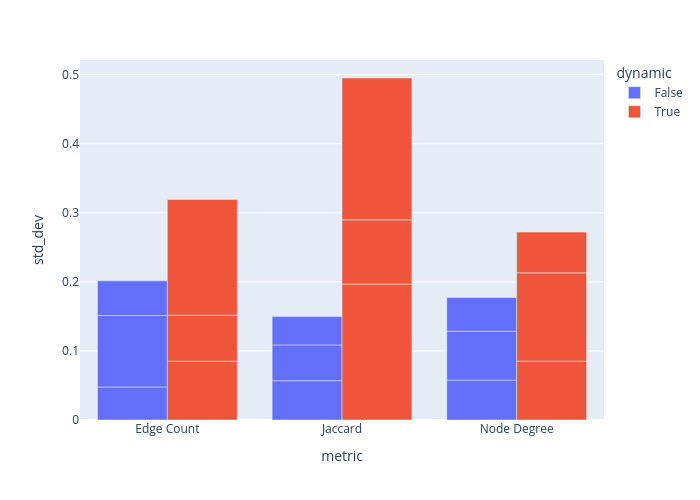 dynamic
False
True
std_dev
0.5
0.4
0.3
0.2
0.1
0
Edge Count
Jaccard
Node Degree
metric